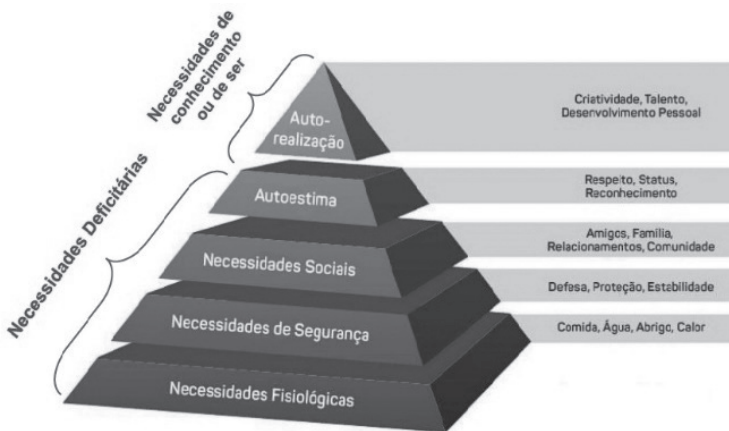 Necessidades de
conhecimento
ou de ser
Necessidades Deficitárias
Auto-
realização
Criatividade, Talento,
Desenvolvimento Pessoal
Autoestima
Respeito, Status,
Reconhecimento
Necessidades Sociais
Amigos, Família,
Relacionamentos, Comunidade
Necessidades de Segurança
Defesa, Proteção, Estabilidade
Necessidades Fisiológicas
Comida, Água, Abrigo, Calor